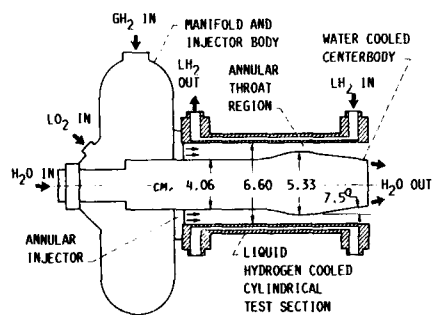 GH2 IN
MANIFOLD AND
INJECTOR BODY
WATER COOLED
CENTERBODY
LH2
OUT
ANNULAR
THROAT
REGION
LH2 IN
LO2 IN
H2O IN
CM, 4.06 6.60 5.33
7.5°
H2O OUT
ANNULAR
INJECTOR
LIQUID
HYDROGEN COOLED
CYLINDRICAL
TEST SECTION